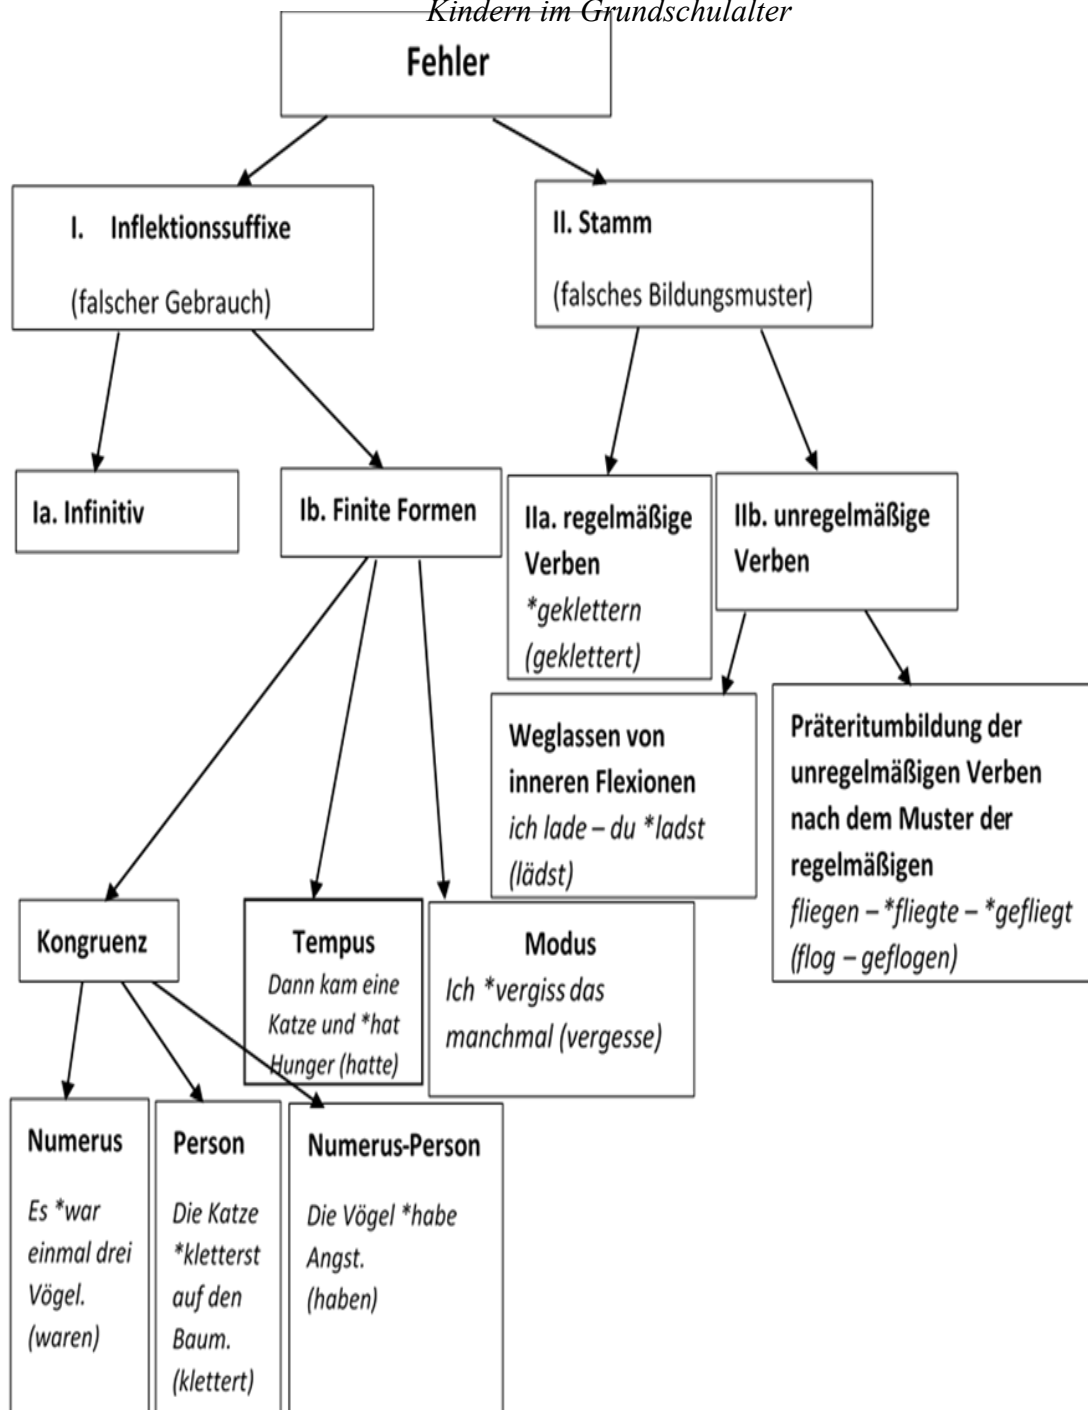 Kindern im Grundschulalter
Fehler
I. Inflektionssuffixe
(falscher Gebrauch)
II. Stamm
(falsches Bildungsmuster)
Ia. Infinitiv
Ib. Finite Formen
IIa. regelmäßige
Verben
*geklettern
(geklettert)
IIb. unregelmäßige
Verben
Weglassen von
inneren Flexionen
ich lade – du *ladst
(lädst)
Präteritumbildung der
unregelmäßigen Verben
nach dem Muster der
regelmäßigen
fliegen – *fliegte – *gefliegt
(flog – geflogen)
Kongruenz
Tempus
Dann kam eine
Katze und *hat
Hunger (hatte)
Modus
Ich *vergiss das
manchmal (vergesse)
Numerus
Es *war
einmal drei
Vögel.
(waren)
Person
Die Katze
*kletterst
auf den
Baum.
(klettert)
Numerus-Person
Die Vögel *habe
Angst.
(haben)